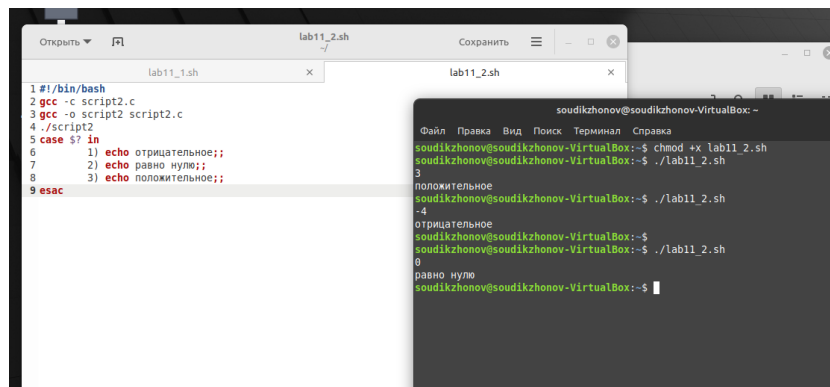 Открыть
lab11_2.sh
~/
Сохранить
lab11_1.sh
lab11_2.sh
1 #!/bin/bash
2 gcc -c script2.c
3 gcc -o script2 script2.c
4 ./script2
5 case $? in
6 1) echo отрицательное;;
7 2) echo равно нулю;;
8 3) echo положительное;;
9 esac
soudikzhonov@soudikzhonov-VirtualBox: ~
Файл Правка Вид Поиск Терминал Справка
soudikzhonov@soudikzhonov-VirtualBox:~$ chmod +x lab11_2.sh
soudikzhonov@soudikzhonov-VirtualBox:~$ ./lab11_2.sh
3
положительное
soudikzhonov@soudikzhonov-VirtualBox:~$ ./lab11_2.sh
-4
отрицательное
soudikzhonov@soudikzhonov-VirtualBox:~$
soudikzhonov@soudikzhonov-VirtualBox:~$ ./lab11_2.sh
0
равно нулю
soudikzhonov@soudikzhonov-VirtualBox:~$